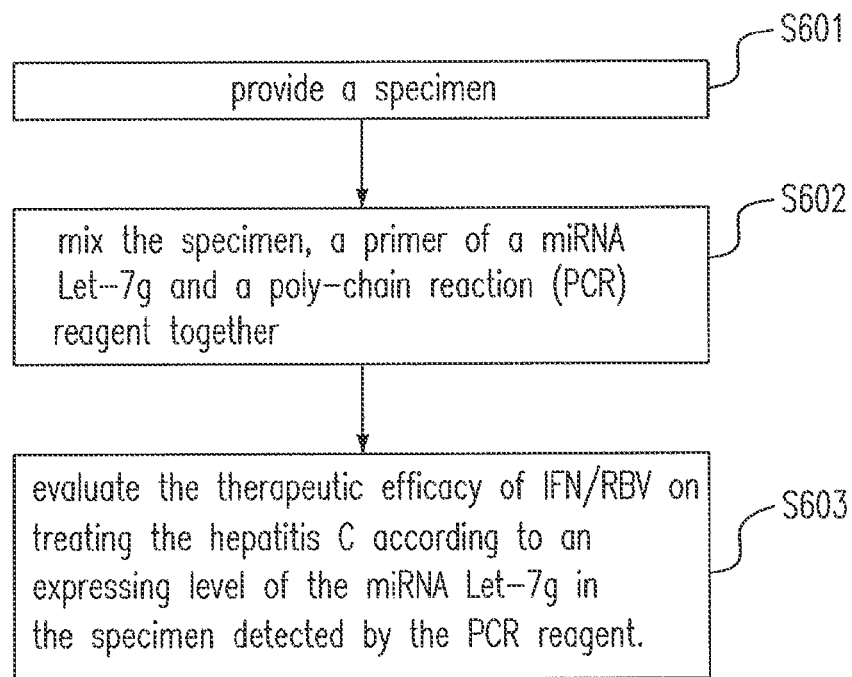 S601
provide a specimen
S602
mix the specimen, a primer of a miRNA
Let-7g and a poly-chain reaction (PCR)
reagent together
S603
evaluate the therapeutic efficacy of IFN/RBV on
treating the hepatitis C according to an
expressing level of the miRNA Let-7g in
the specimen detected by the PCR reagent.